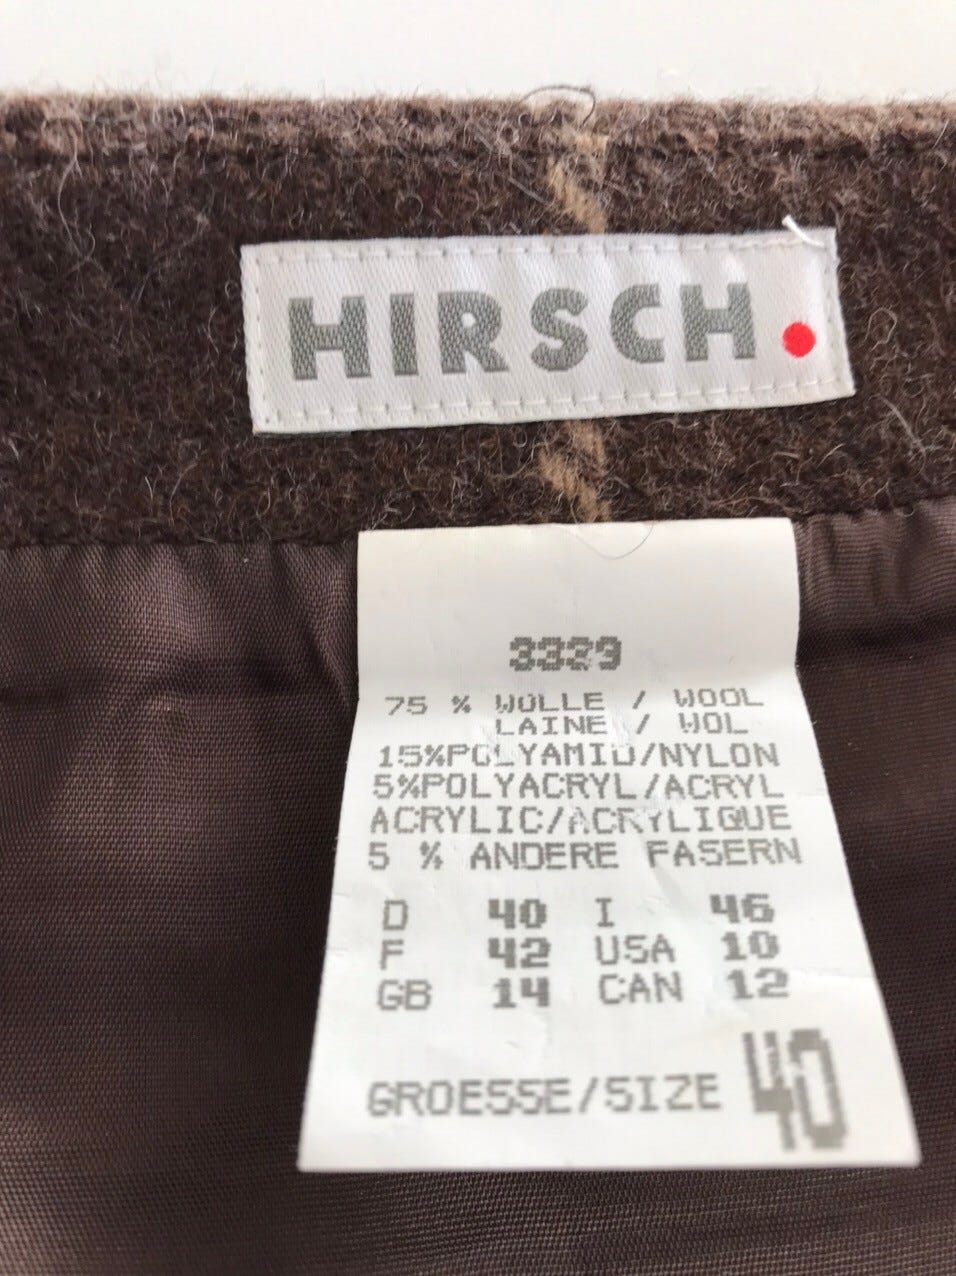 HIRSCH.
3329
75 % WOLLE / WOOL
LAINE / WOL
15%POLYAMID/NYLON
5%POLYACRYL/ACRYL
ACRYLIC/ACRYLIQUE
5 % ANDERE FASERN
D 40 I 46
F 42 USA 10
GB 14 CAN 12
GROESSE/SIZE 40